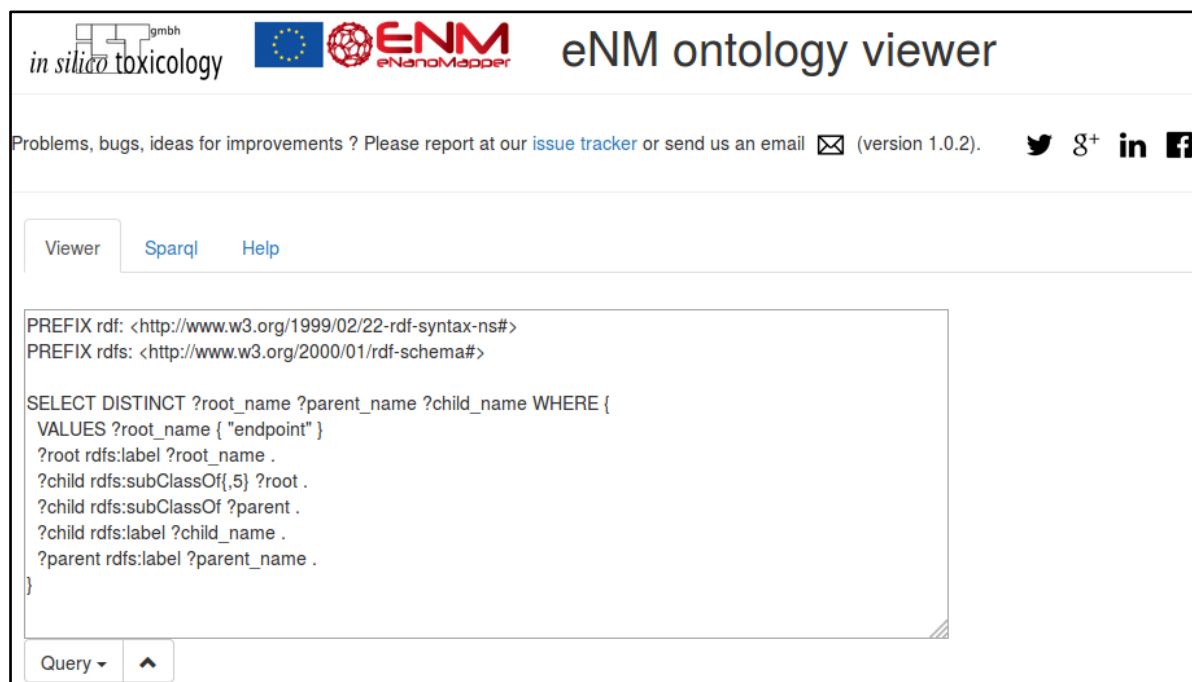 gmbh
in silico toxicology
ENM
eNanoMapper
eNM ontology viewer
Problems, bugs, ideas for improvements ? Please report at our issue tracker or send us an email (version 1.0.2).
g+ in f
Viewer Sparql Help
PREFIX rdf: <http://www.w3.org/1999/02/22-rdf-syntax-ns#>
PREFIX rdfs: <http://www.w3.org/2000/01/rdf-schema#>
SELECT DISTINCT ?root_name ?parent_name ?child_name WHERE {
VALUES ?root_name { "endpoint" }
?root rdfs:label ?root_name .
?child rdfs:subClassOf{,5} ?root .
?child rdfs:subClassOf ?parent .
?child rdfs:label ?child_name .
?parent rdfs:label ?parent_name .
}
Query